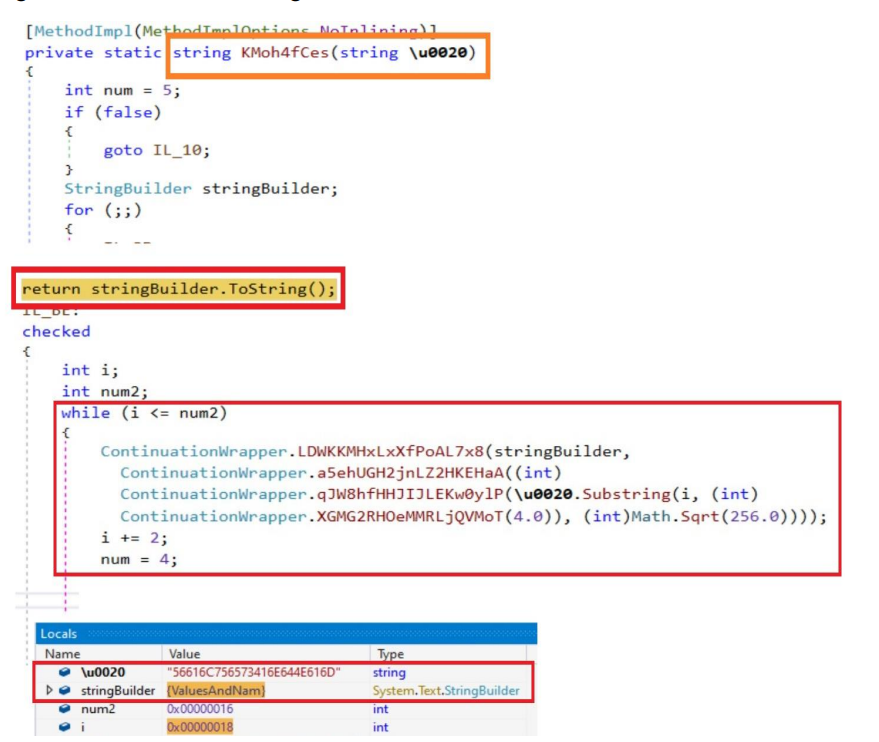 [MethodImpl(MethodImplOptions.NoInlining)]
private static string KMoh4fCes(string \u0020)
{
int num = 5;
if (false)
{
goto IL_10;
}
StringBuilder stringBuilder;
for (;;)
{
return stringBuilder.ToString();
IL_BE:
checked
{
int i;
int num2;
while (i <= num2)
{
ContinuationWrapper.LDWKKMHxLxXfPoAL7x8(stringBuilder,
ContinuationWrapper.a5ehUGH2jnLZ2HKEHaA((int)
ContinuationWrapper.qJW8hfHHJIJLEKw0ylP(\u0020.Substring(i, (int)
ContinuationWrapper.XGMG2RHOeMMRLjQVMoT(4.0)), (int)Math.Sqrt(256.0))));
i += 2;
num = 4;
Locals
Name Value Type
\u0020 "56616C756573416E644E616D" string
stringBuilder {ValuesAndNam} System.Text.StringBuilder
num2 0x00000016 int
i 0x00000018 int